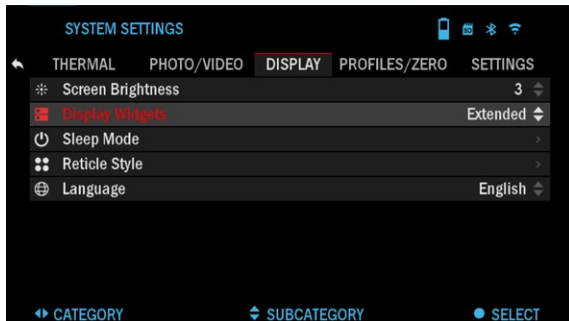 SYSTEM SETTINGS
THERMAL PHOTO/VIDEO DISPLAY PROFILES/ZERO SETTINGS
Screen Brightness 3
Display Widgets Extended
Sleep Mode
Reticle Style
Language English
CATEGORY SUBCATEGORY SELECT